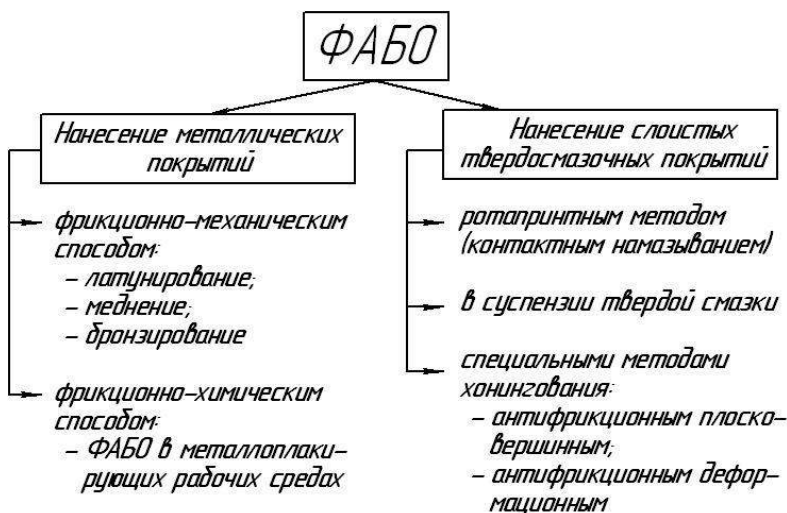 ФАБО
Нанесение металлических
покрытий
фрикционно-механическим
способом:
- латунирование;
- меднение;
- бронзирование
фрикционно-химическим
способом:
- ФАБО в металлоплаки-
рующих рабочих средах
Нанесение слоистых
твердосмазочных покрытий
ротапринтным методом
(контактным намазыванием)
в суспензии твердой смазки
специальными методами
хонингования:
- антифрикционным плоско-
вершинным;
- антифрикционным дефор-
мационным